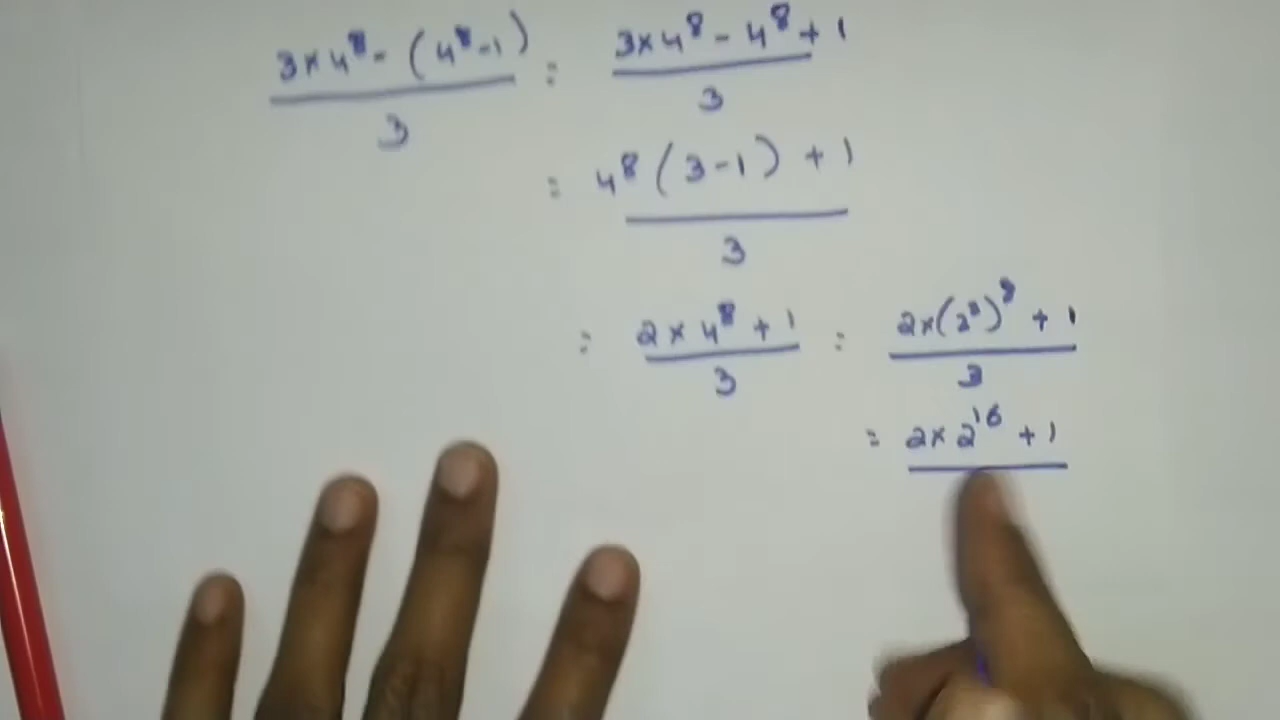 3×4⁸ - (4⁸-1) / 3 = 3×4⁸ - 4⁸ + 1 / 3
= 4⁸(3-1) + 1 / 3
= 2 × 4⁸ + 1 / 3 = 2×(2²)⁸ + 1 / 3
= 2×2¹⁶ + 1